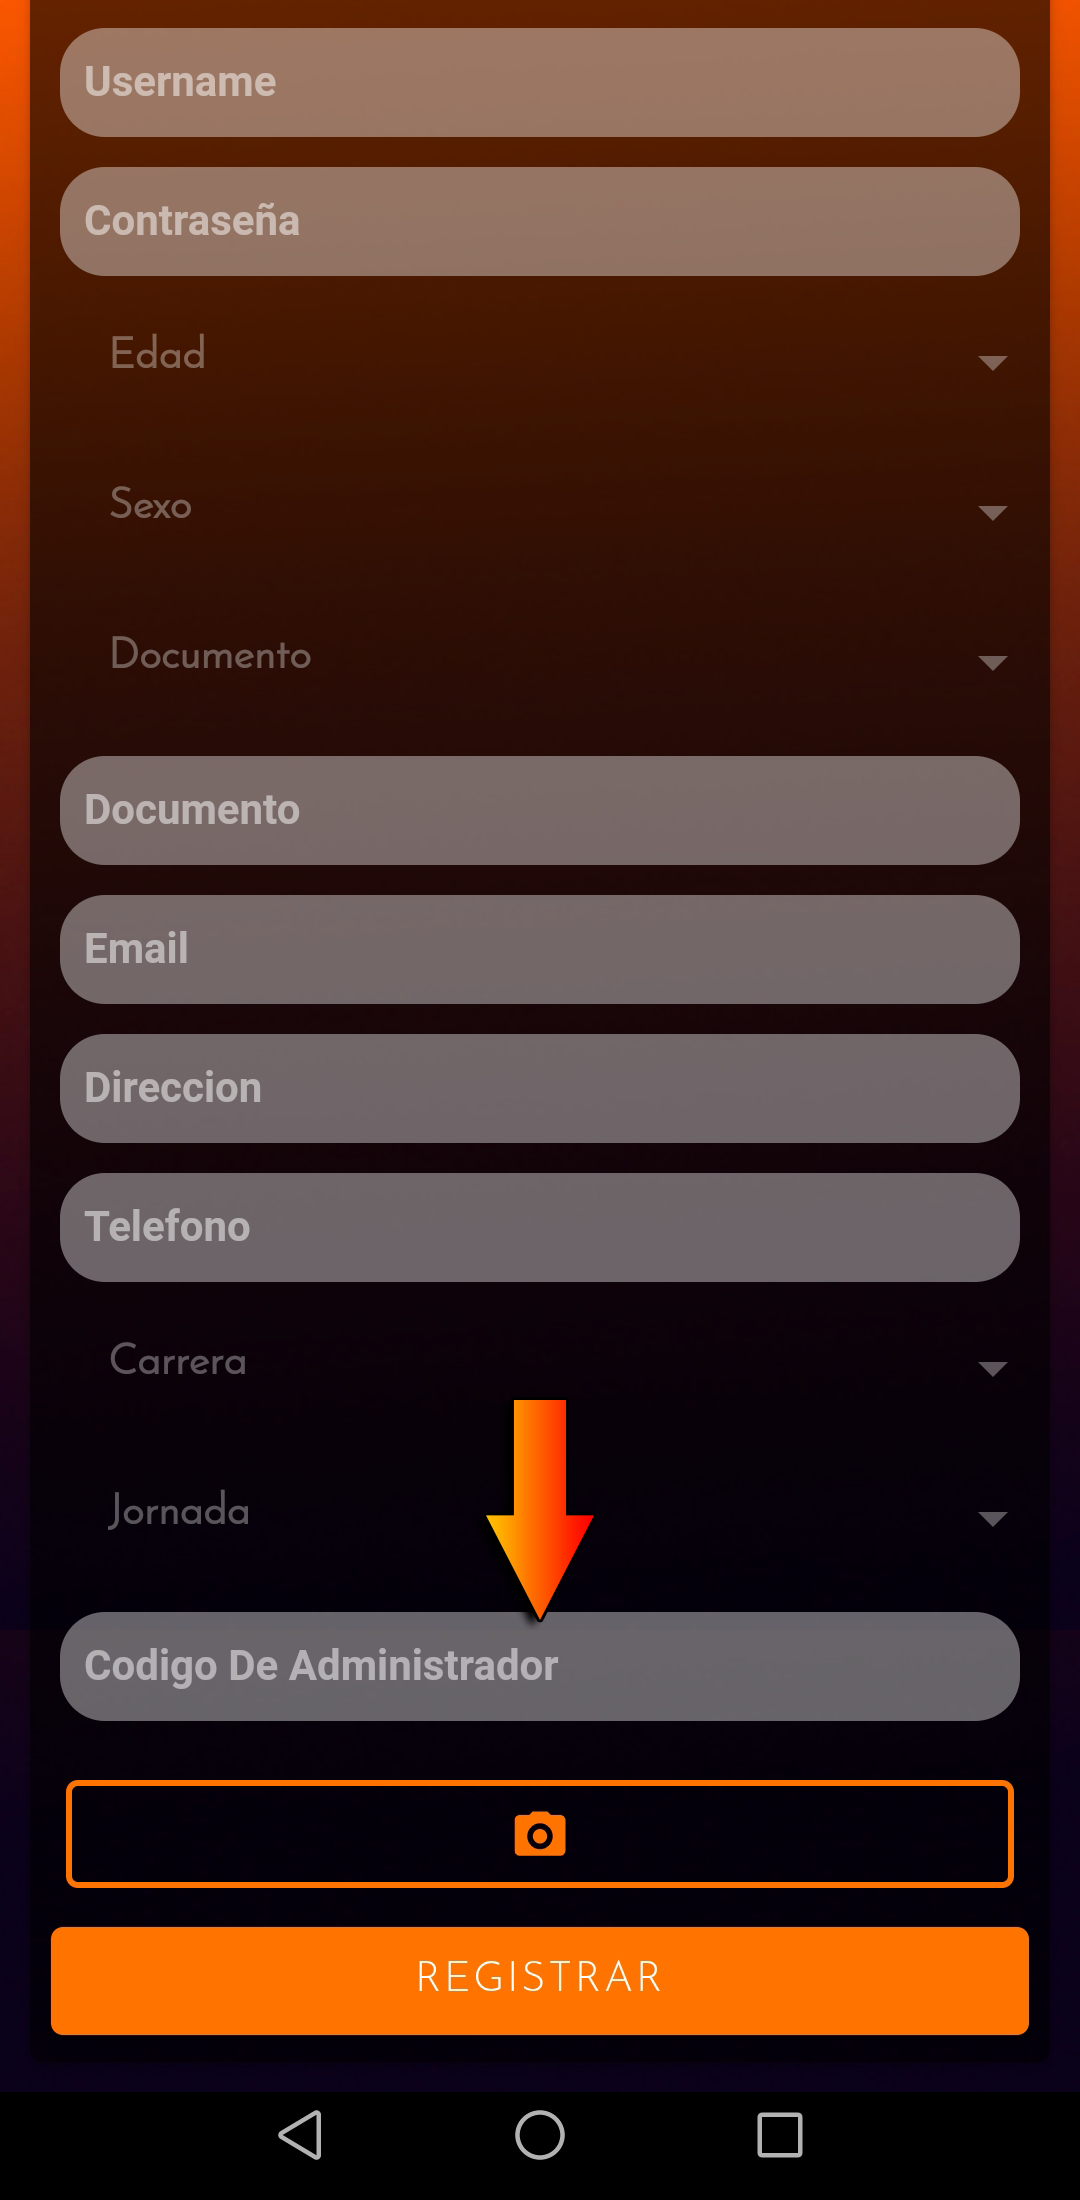 Username
Contraseña
Edad
Sexo
Documento
Documento
Email
Direccion
Telefono
Carrera
Jornada
Codigo De Administrador
REGISTRAR